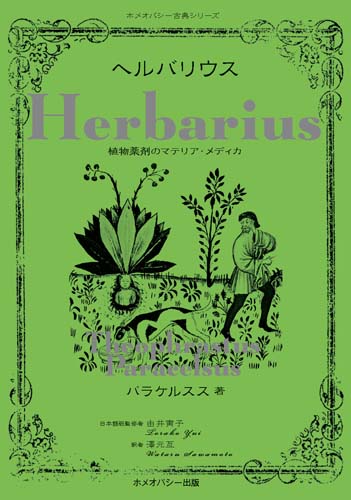 ホメオパシー古典シリーズ
ヘルバリウス
Herbarius
植物薬剤のマテリア・メディカ
Theophrastus
Paracelsus
パラケルスス 著
日本語版監修者 由井寅子
Torako Yui
訳者 澤元亙
Wataru Sawamoto
ホメオパシー出版